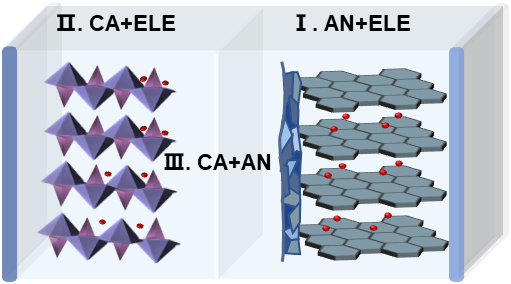 Ⅱ. CA+ELE
Ⅰ. AN+ELE
Ⅲ. CA+AN